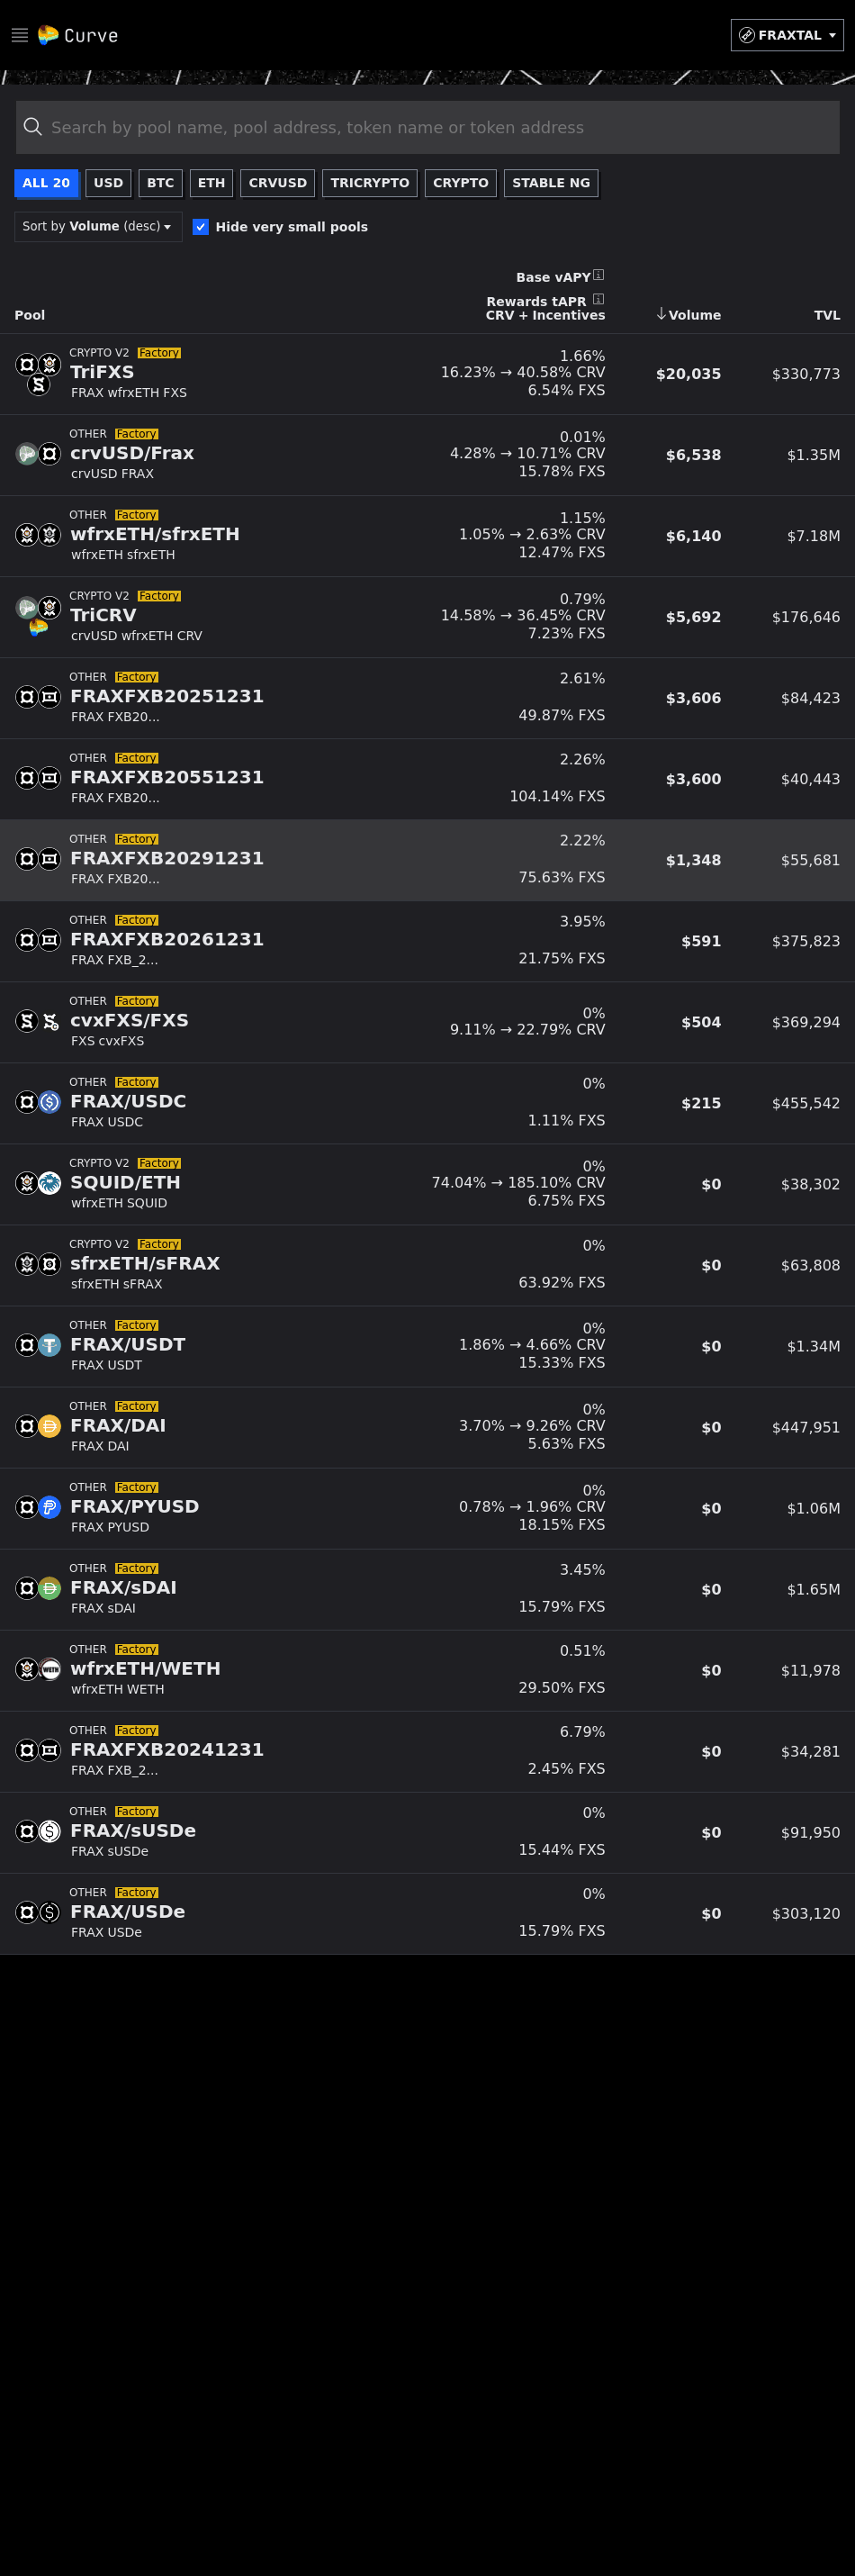 Curve
FRAXTAL
Search by pool name, pool address, token name or token address
ALL 20 USD BTC ETH CRVUSD TRICRYPTO CRYPTO STABLE NG
Sort by Volume (desc) Hide very small pools
Base vAPY
Rewards tAPR
Pool CRV + Incentives Volume TVL
CRYPTO V2 Factory
TriFXS
FRAX wfrxETH FXS
1.66%
16.23% → 40.58% CRV
6.54% FXS
$20,035 $330,773
OTHER Factory
crvUSD/Frax
crvUSD FRAX
0.01%
4.28% → 10.71% CRV
15.78% FXS
$6,538 $1.35M
OTHER Factory
wfrxETH/sfrxETH
wfrxETH sfrxETH
1.15%
1.05% → 2.63% CRV
12.47% FXS
$6,140 $7.18M
CRYPTO V2 Factory
TriCRV
crvUSD wfrxETH CRV
0.79%
14.58% → 36.45% CRV
7.23% FXS
$5,692 $176,646
OTHER Factory
FRAXFXB20251231
FRAX FXB20...
2.61%
49.87% FXS
$3,606 $84,423
OTHER Factory
FRAXFXB20551231
FRAX FXB20...
2.26%
104.14% FXS
$3,600 $40,443
OTHER Factory
FRAXFXB20291231
FRAX FXB20...
2.22%
75.63% FXS
$1,348 $55,681
OTHER Factory
FRAXFXB20261231
FRAX FXB_2...
3.95%
21.75% FXS
$591 $375,823
OTHER Factory
cvxFXS/FXS
FXS cvxFXS
0%
9.11% → 22.79% CRV
$504 $369,294
OTHER Factory
FRAX/USDC
FRAX USDC
0%
1.11% FXS
$215 $455,542
CRYPTO V2 Factory
SQUID/ETH
wfrxETH SQUID
0%
74.04% → 185.10% CRV
6.75% FXS
$0 $38,302
CRYPTO V2 Factory
sfrxETH/sFRAX
sfrxETH sFRAX
0%
63.92% FXS
$0 $63,808
OTHER Factory
FRAX/USDT
FRAX USDT
0%
1.86% → 4.66% CRV
15.33% FXS
$0 $1.34M
OTHER Factory
FRAX/DAI
FRAX DAI
0%
3.70% → 9.26% CRV
5.63% FXS
$0 $447,951
OTHER Factory
FRAX/PYUSD
FRAX PYUSD
0%
0.78% → 1.96% CRV
18.15% FXS
$0 $1.06M
OTHER Factory
FRAX/sDAI
FRAX sDAI
3.45%
15.79% FXS
$0 $1.65M
OTHER Factory
wfrxETH/WETH
wfrxETH WETH
0.51%
29.50% FXS
$0 $11,978
OTHER Factory
FRAXFXB20241231
FRAX FXB_2...
6.79%
2.45% FXS
$0 $34,281
OTHER Factory
FRAX/sUSDe
FRAX sUSDe
0%
15.44% FXS
$0 $91,950
OTHER Factory
FRAX/USDe
FRAX USDe
0%
15.79% FXS
$0 $303,120